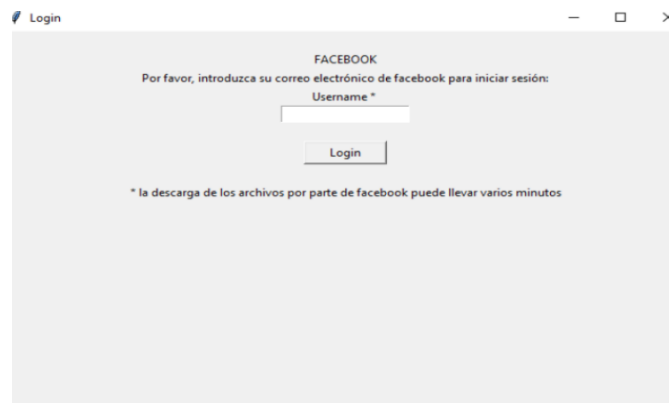 Login
FACEBOOK
Por favor, introduzca su correo electrónico de facebook para iniciar sesión:
Username *
Login
* la descarga de los archivos por parte de facebook puede llevar varios minutos